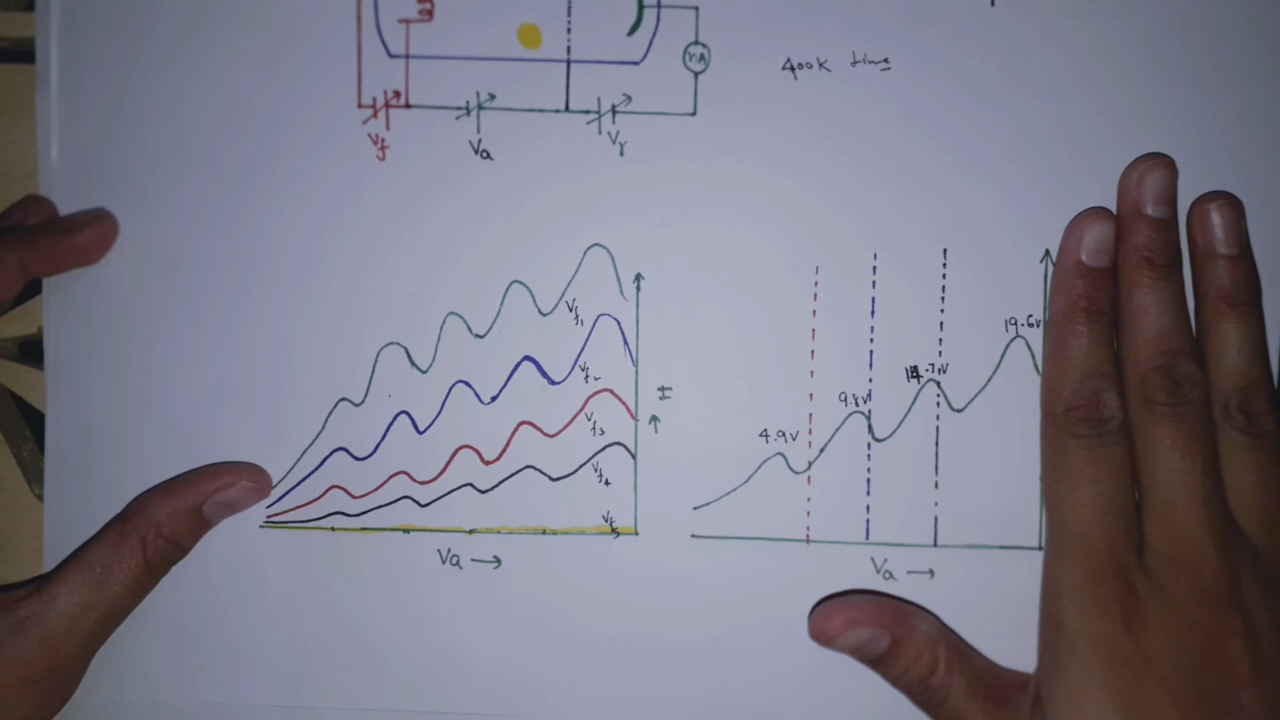 nA
400K time
Vf
Va
Vr
Vf1
Vf2
Vf3
Vf4
Vf5
I
Va →
4.9V
9.8V
14.7V
19.6V
Va →